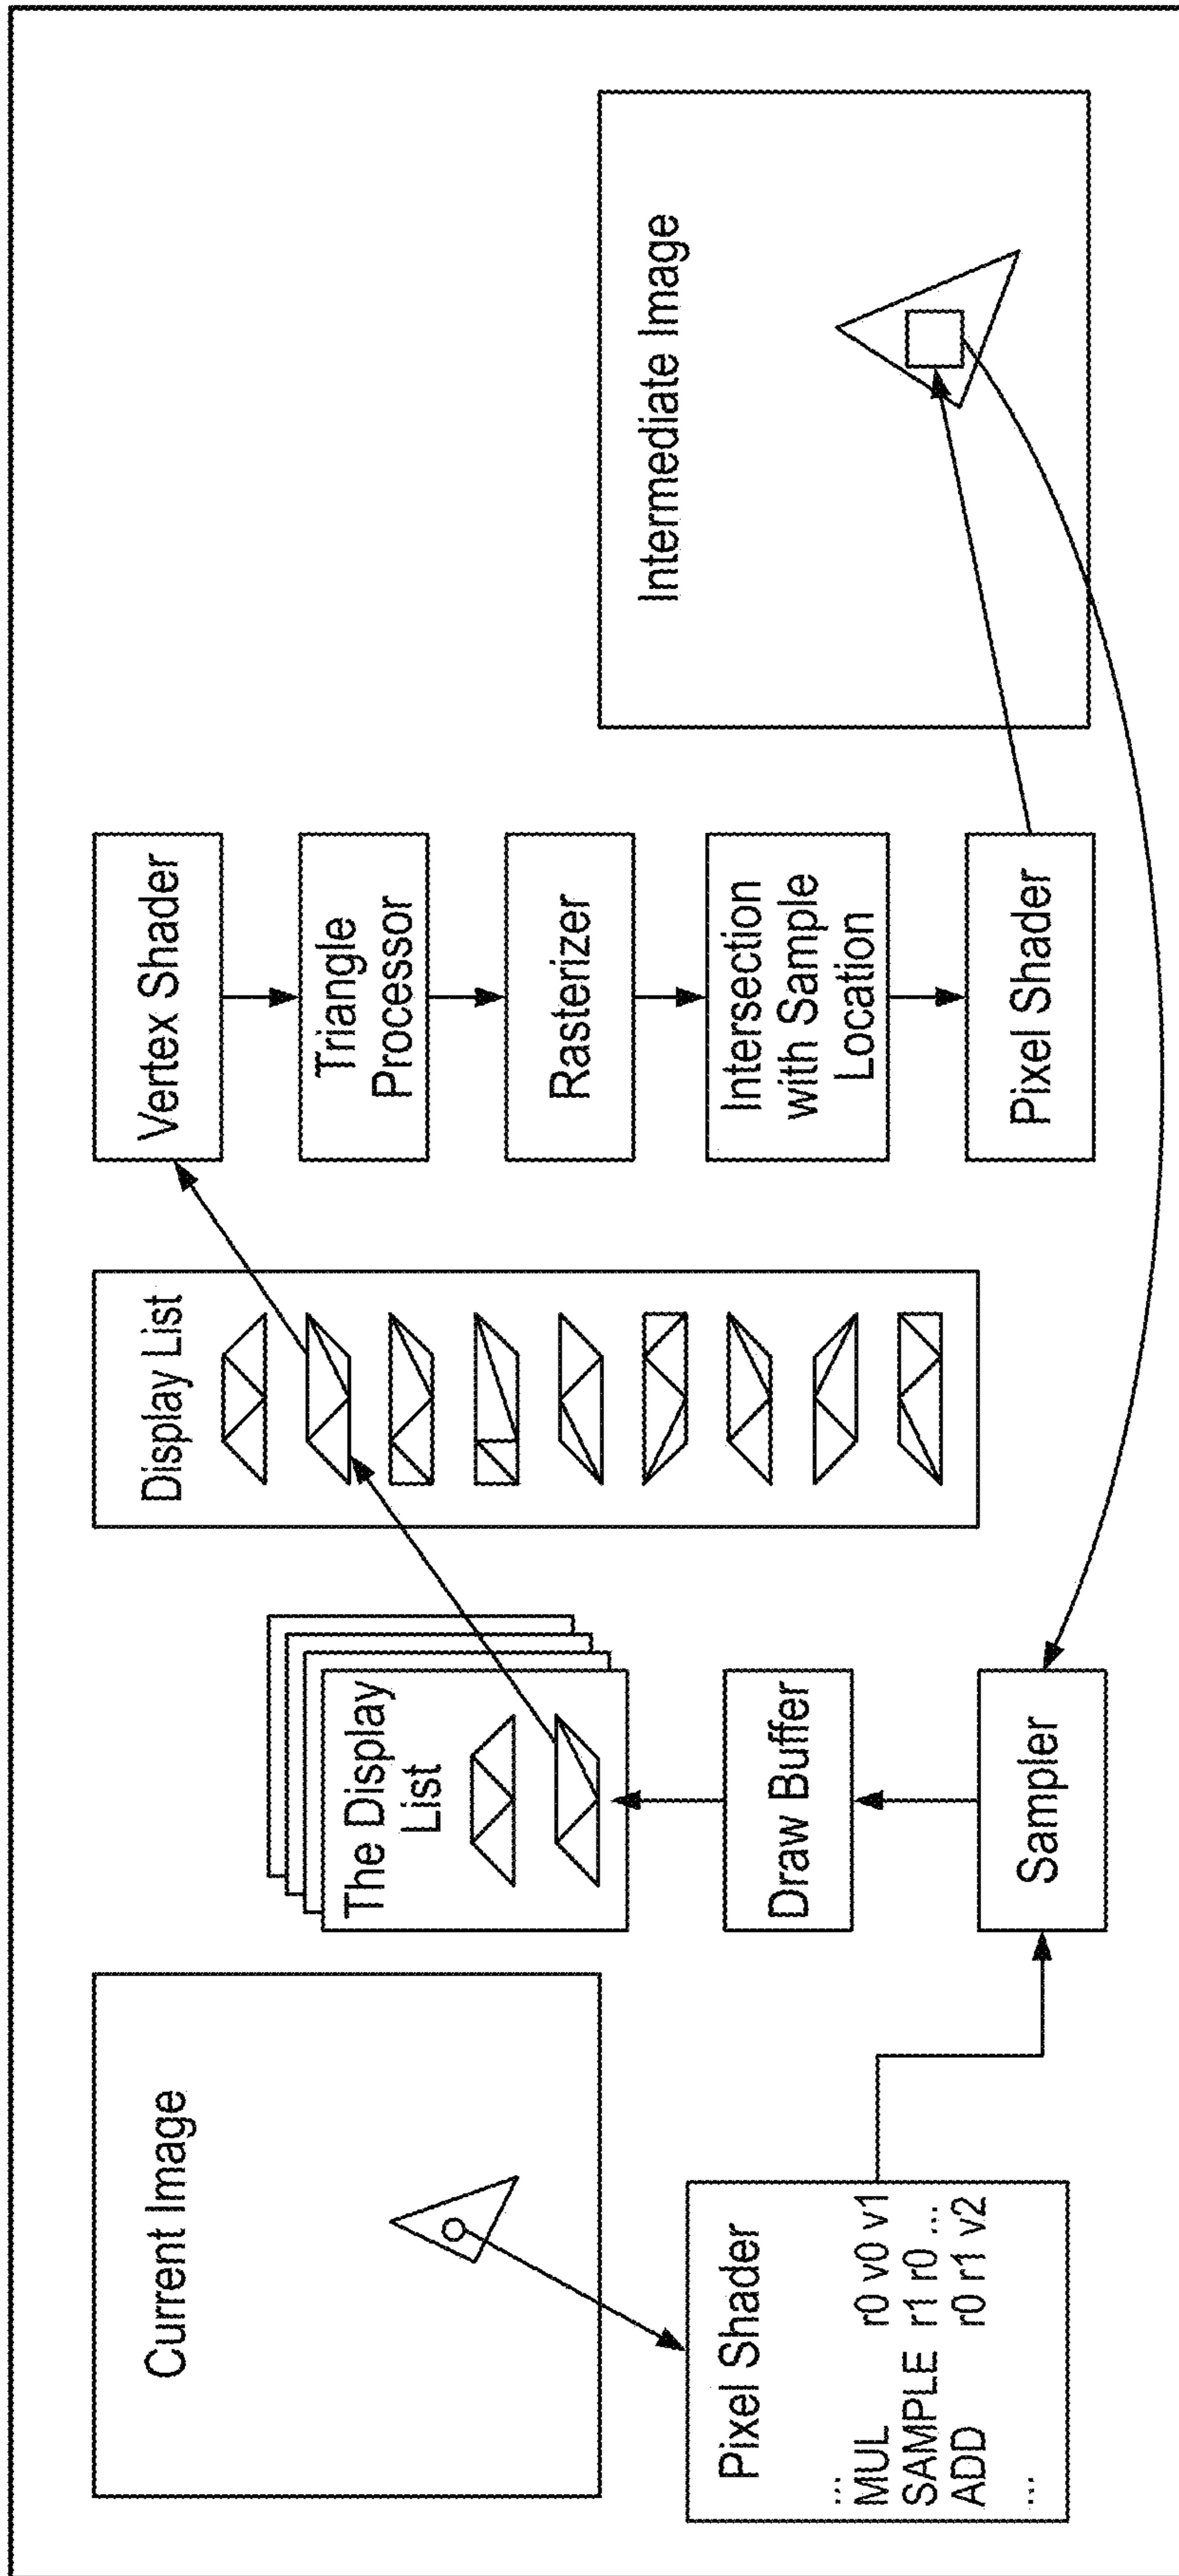 Current Image
Pixel Shader
...
MUL r0 v0 v1
SAMPLE r1 r0 ...
ADD r0 r1 v2
...
The Display
List
Draw Buffer
Sampler
Display List
Vertex Shader
Triangle
Processor
Rasterizer
Intersection
with Sample
Location
Pixel Shader
Intermediate Image